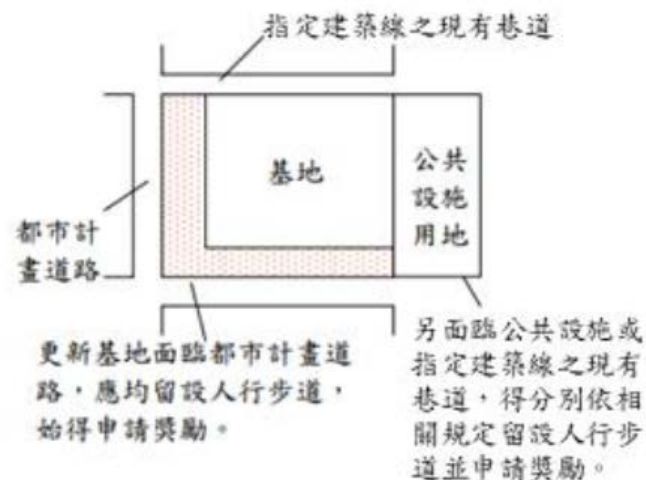 指定建築線之現有巷道
基地
公共
設施
用地
都市計
畫道路
更新基地面臨都市計畫道
路，應均留設人行步道，
始得申請獎勵。
另面臨公共設施或
指定建築線之現有
巷道，得分別依相
關規定留設人行步
道並申請獎勵。